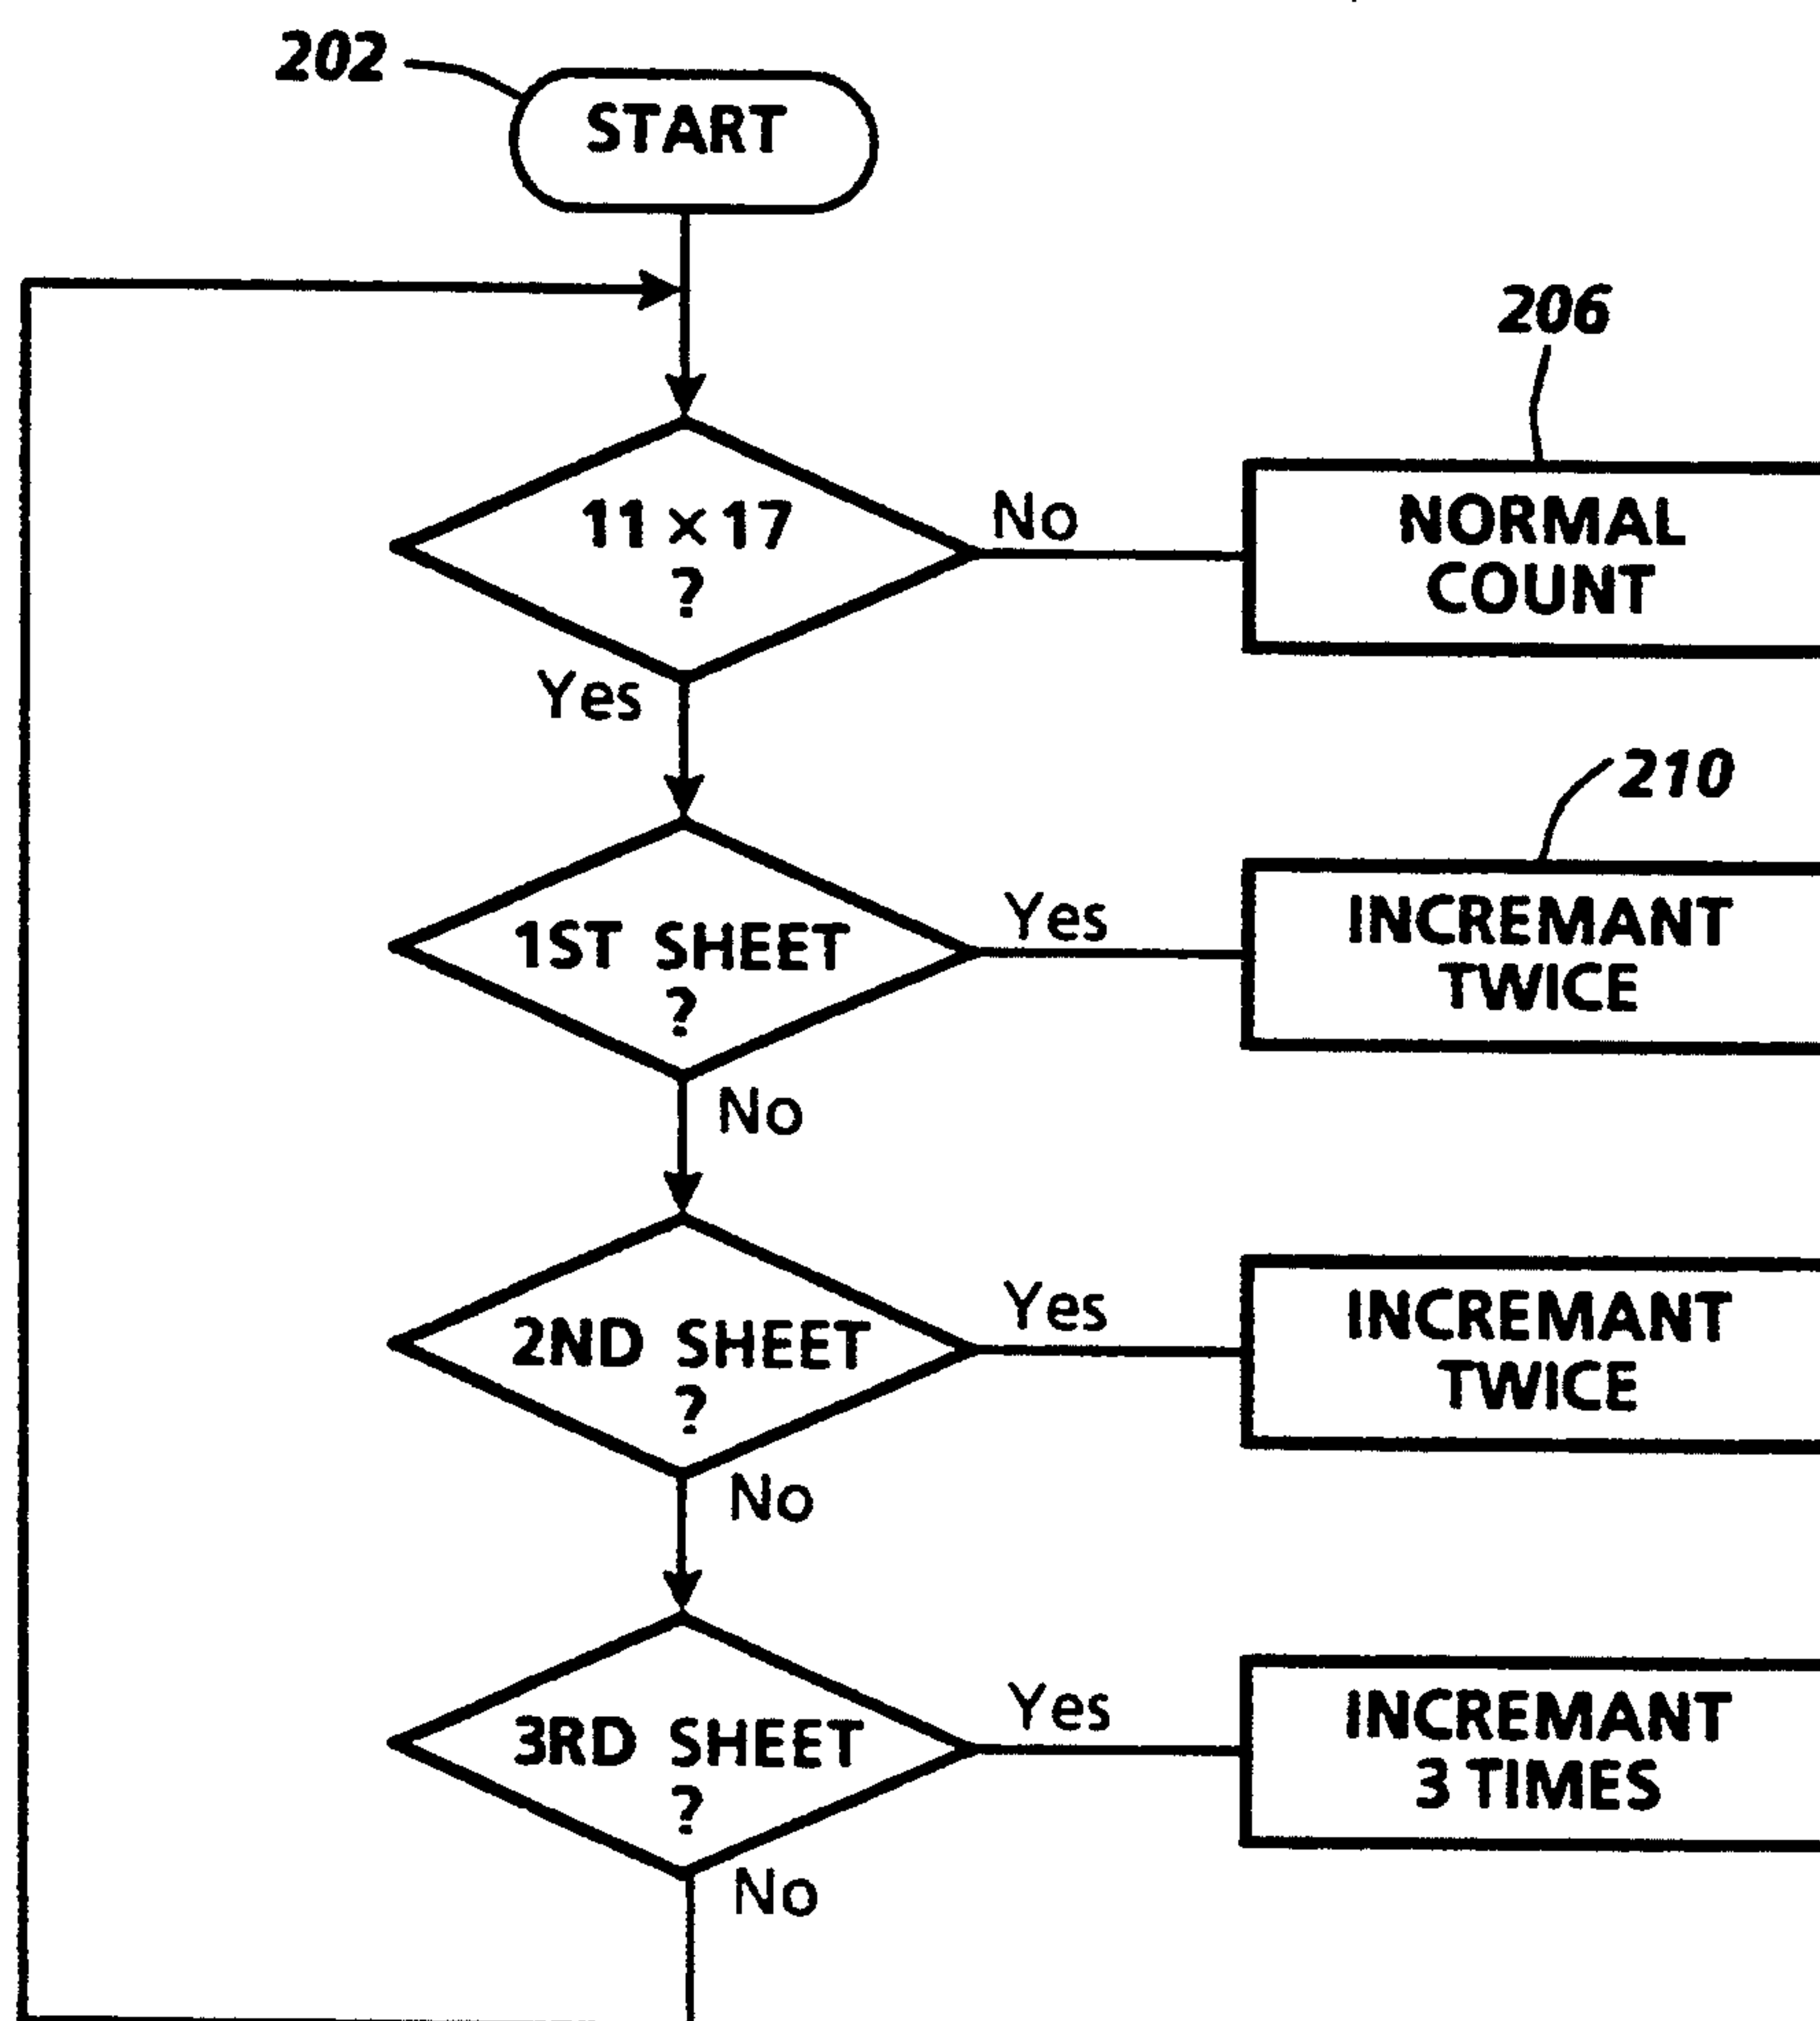 202
START
206
11 × 17
?
No
NORMAL
COUNT
Yes
210
1ST SHEET
?
Yes
INCREMANT
TWICE
No
2ND SHEET
?
Yes
INCREMANT
TWICE
No
3RD SHEET
?
Yes
INCREMANT
3 TIMES
No